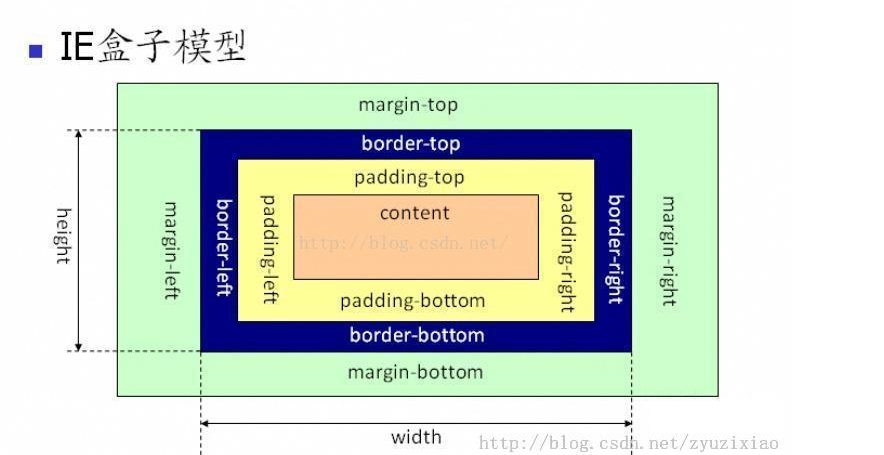 IE盒子模型
margin-top
border-top
padding-top
content
http://blog.csdn.net/
height
margin-left
border-left
padding-left
padding-right
border-right
margin-right
padding-bottom
border-bottom
margin-bottom
width
http://blog.csdn.net/zyuzixiao